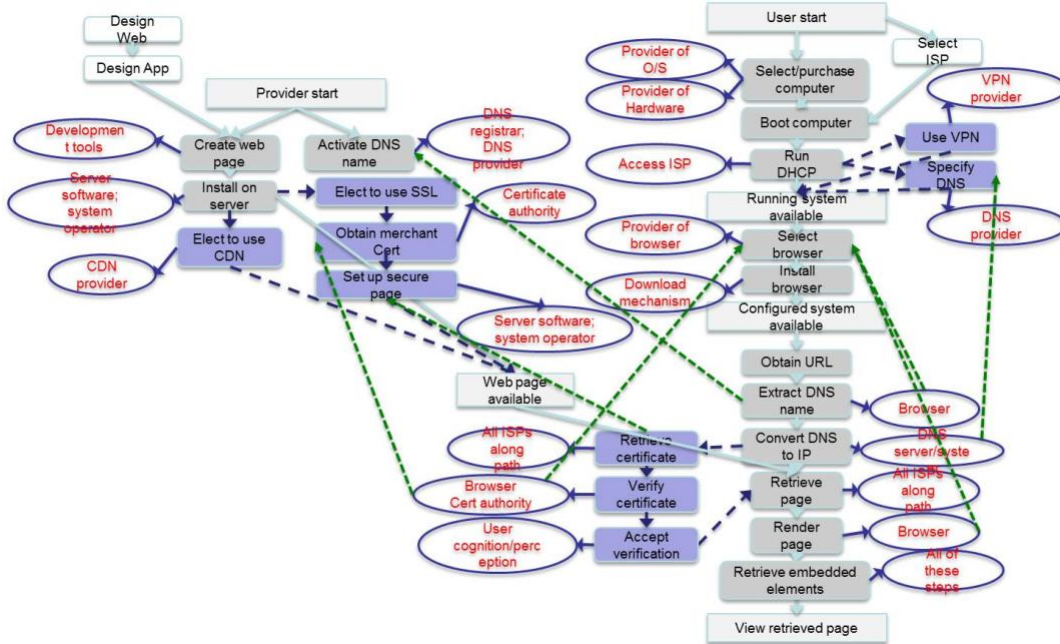 Design
Web
Design App
Provider start
Developmen
t tools
Create web
page
Activate DNS
name
DNS
registrar;
DNS
provider
Server
software;
system
operator
Install on
server
Elect to use SSL
Certificate
authority
Elect to use
CDN
Obtain merchant
Cert
CDN
provider
Set up secure
page
Server software;
system operator
Web page
available
User start
Select
ISP
Provider of
O/S
Provider of
Hardware
Select/purchase
computer
VPN
provider
Boot computer
Use VPN
Access ISP
Run
DHCP
Specify
DNS
Running system
available
DNS
provider
Provider of
browser
Select
browser
Download
mechanism
Install
browser
Configured system
available
Obtain URL
Extract DNS
name
Browser
All ISPs
along
path
Retrieve
certificate
Convert DNS
to IP
DNS
server/syste
Browser
Cert authority
Verify
certificate
Retrieve
page
All ISPs
along
path
User
cognition/perc
eption
Accept
verification
Render
page
Browser
Retrieve embedded
elements
All of
these
steps
View retrieved page